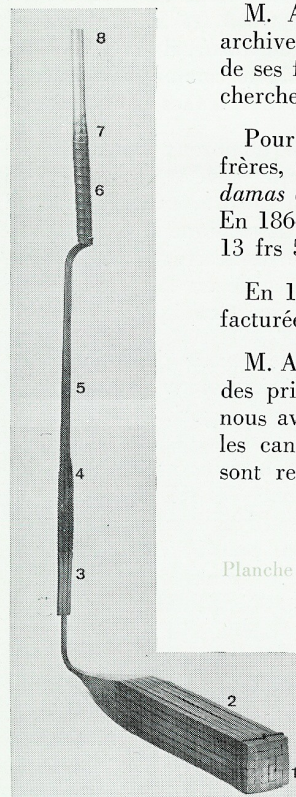 M. A
archive
de ses f
cherche
Pour
frères,
damas
En 186
13 frs 5
En 1
facturée
M. A
des pri
nous av
les can
sont re
Planche
8
7
6
5
4
3
2
1